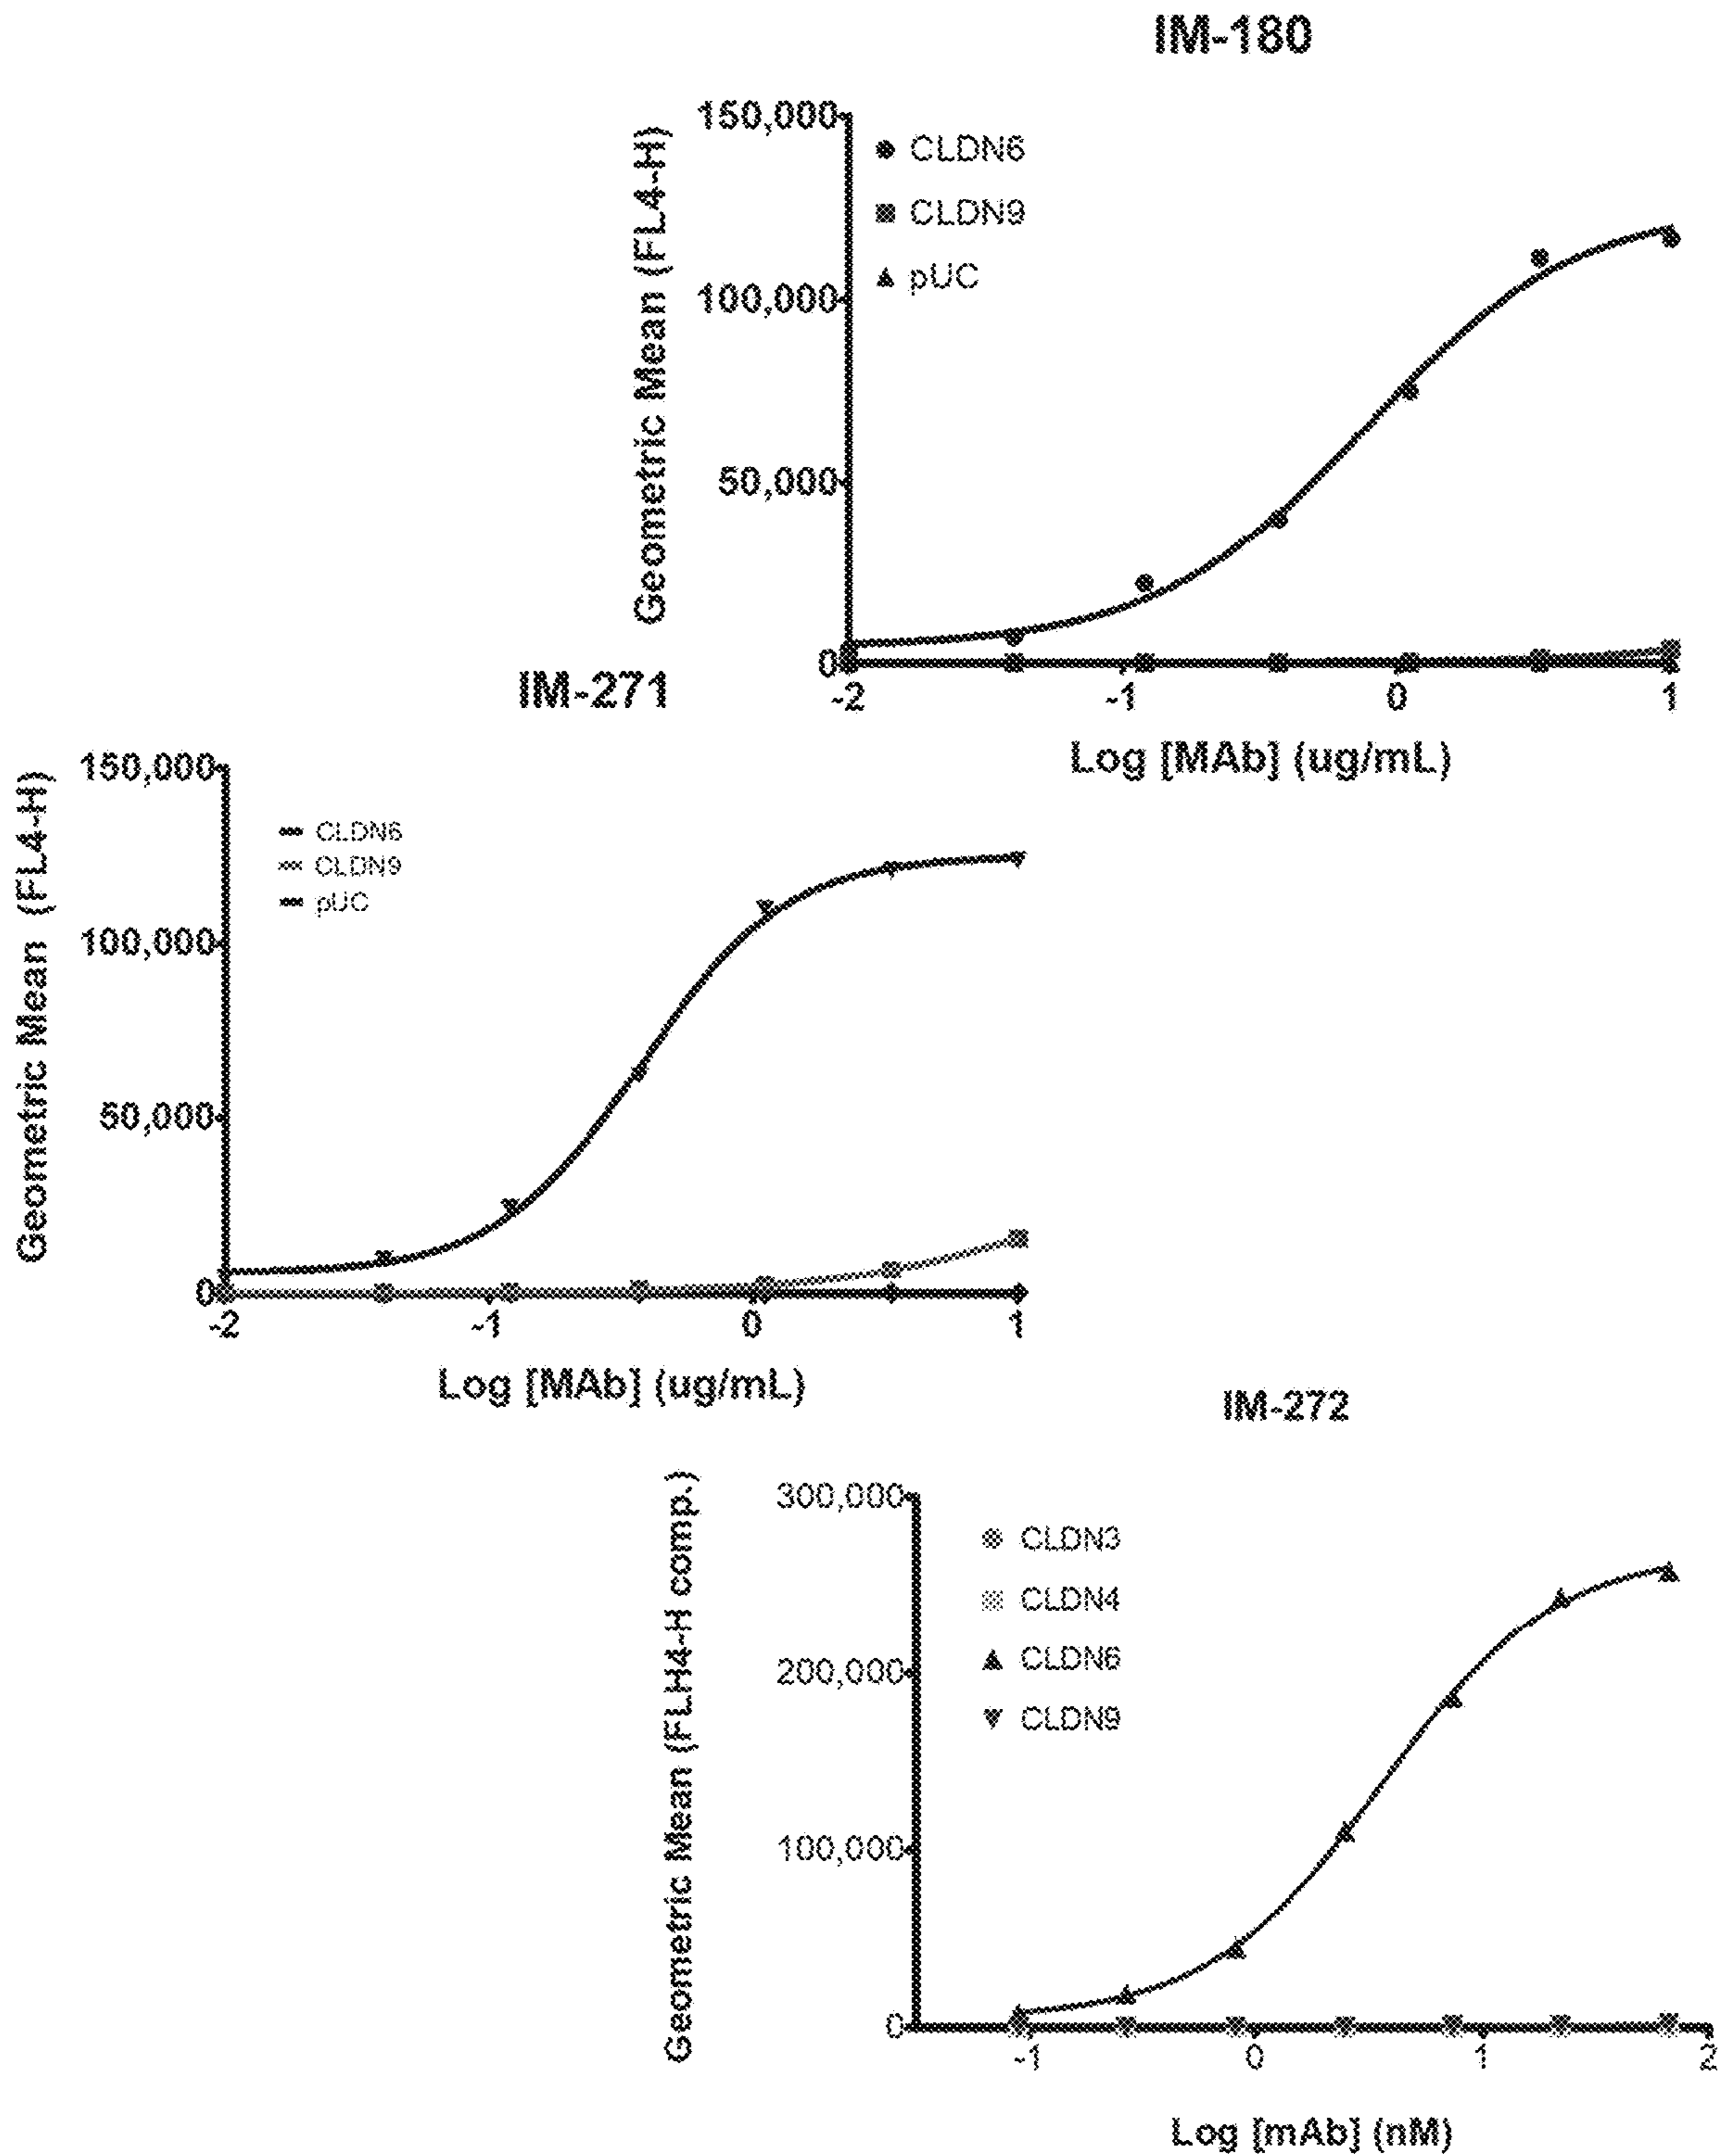 IM-180
Geometric Mean (FL4-H)
150,000
100,000
50,000
0
CLDN6
CLDN9
pUC
-2
-1
0
1
Log [MAb] (ug/mL)
IM-271
Geometric Mean (FL4-H)
150,000
100,000
50,000
0
CLDN6
CLDN9
pUC
-2
-1
0
1
Log [MAb] (ug/mL)
IM-272
Geometric Mean (FLH4-H comp.)
300,000
200,000
100,000
0
CLDN3
CLDN4
CLDN6
CLDN9
-1
0
1
2
Log [mAb] (nM)